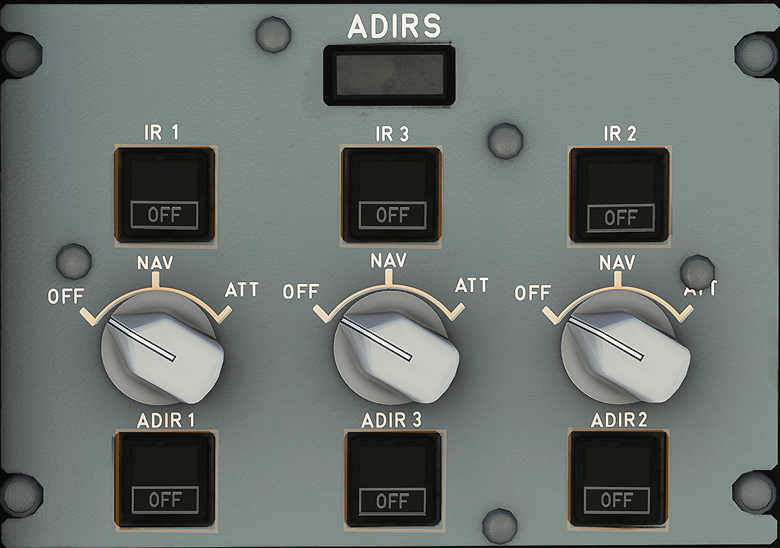 ADIRS
IR 1 IR 3 IR 2
OFF OFF OFF
NAV NAV NAV
OFF ATT OFF ATT OFF ATT
ADIR 1 ADIR 3 ADIR2
OFF OFF OFF